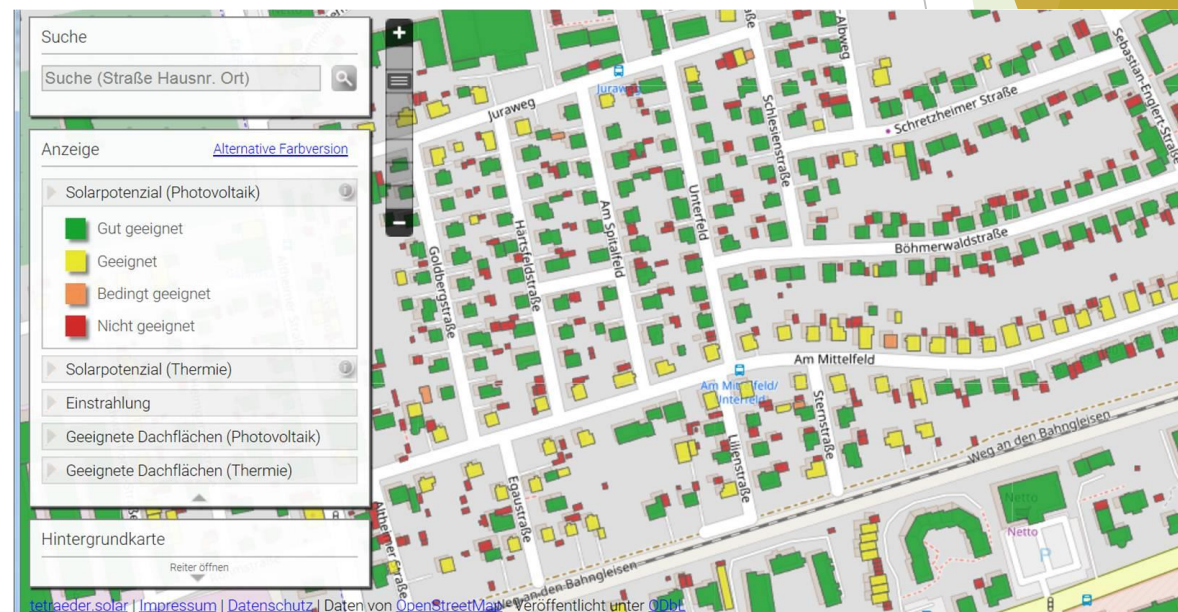 Suche
Suche (Straße Hausnr. Ort)
Anzeige
Alternative Farbversion
Solarpotenzial (Photovoltaik)
Gut geeignet
Geeignet
Bedingt geeignet
Nicht geeignet
Solarpotenzial (Thermie)
Einstrahlung
Geeignete Dachflächen (Photovoltaik)
Geeignete Dachflächen (Thermie)
Hintergrundkarte
Reiter öffnen
tetraeder.solar | Impressum | Datenschutz | Daten von OpenStreetMap - Veröffentlicht unter ODbL
+
-
Juraweg
Juraweg
Albweg
Sebastian-Englert-Straße
Schretzheimer Straße
Schlesienstraße
Unterfeld
Am Spitalfeld
Hartsfeldstraße
Goldbergstraße
Böhmerwaldstraße
Am Mittelfeld
Am Mittelfeld/
Unterfeld
Sternstraße
Lilienstraße
Egaustraße
Altheimer Straße
Weg an den Bahngleisen
Weg an den Bahngleisen
Netto
Netto
P